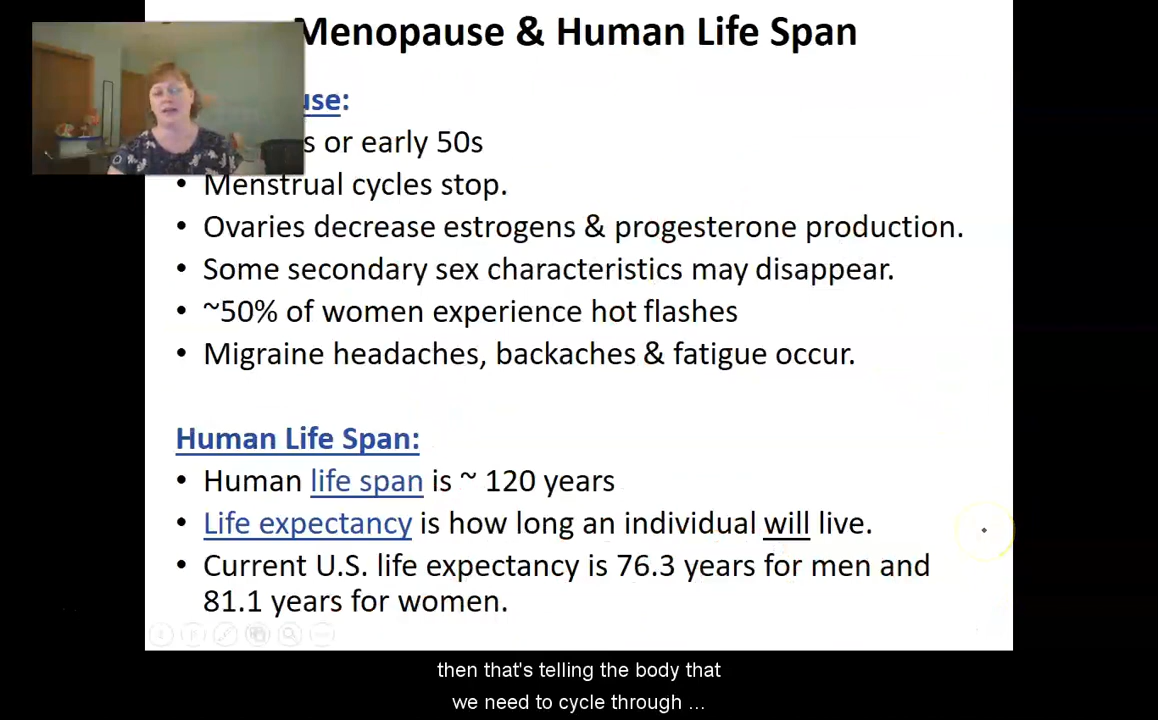 Menopause & Human Life Span
use:
s or early 50s
• Menstrual cycles stop.
• Ovaries decrease estrogens & progesterone production.
• Some secondary sex characteristics may disappear.
• ~50% of women experience hot flashes
• Migraine headaches, backaches & fatigue occur.
Human Life Span:
• Human life span is ~ 120 years
• Life expectancy is how long an individual will live.
• Current U.S. life expectancy is 76.3 years for men and
81.1 years for women.
then that's telling the body that
we need to cycle through ...